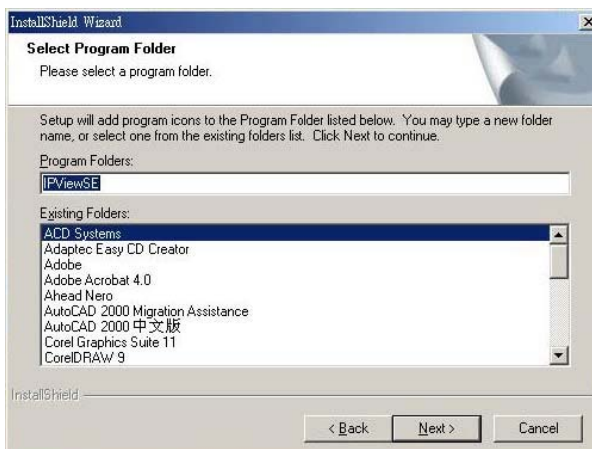 InstallShield Wizard
Select Program Folder
Please select a program folder.
Setup will add program icons to the Program Folder listed below. You may type a new folder
name, or select one from the existing folders list. Click Next to continue.
Program Folders:
IPViewSE
Existing Folders:
ACD Systems
Adaptec Easy CD Creator
Adobe
Adobe Acrobat 4.0
Ahead Nero
AutoCAD 2000 Migration Assistance
AutoCAD 2000 中文版
Corel Graphics Suite 11
CorelDRAW 9
InstallShield
< Back
Next >
Cancel